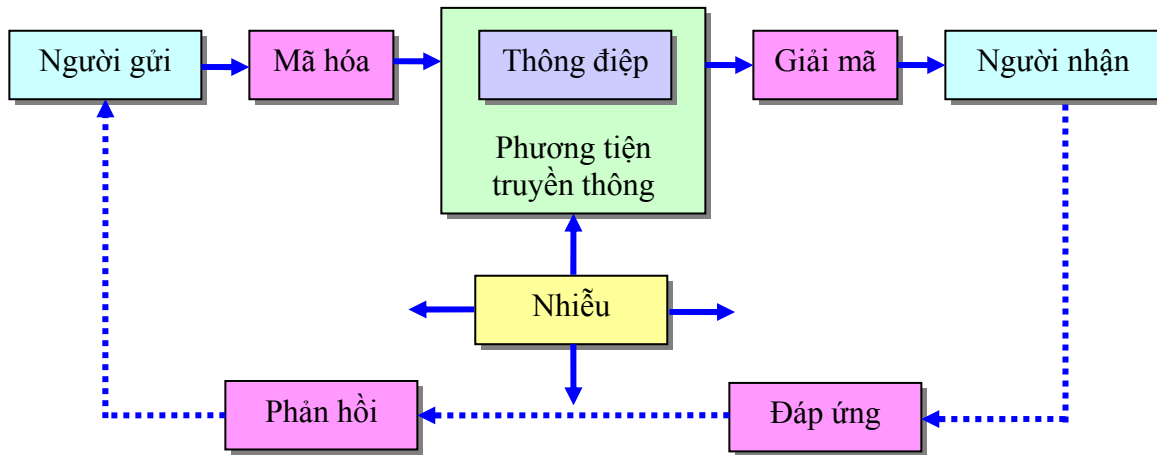 Người gửi
Mã hóa
Thông điệp
Giải mã
Người nhận
Phương tiện
truyền thông
Nhiễu
Phản hồi
Đáp ứng